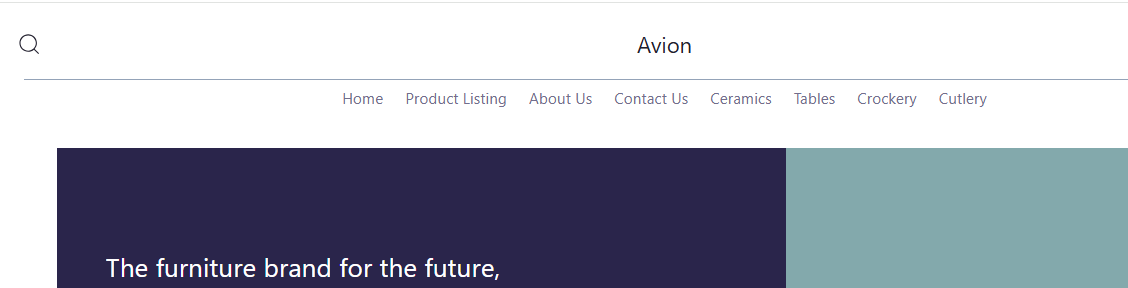 Avion
Home Product Listing About Us Contact Us Ceramics Tables Crockery Cutlery
The furniture brand for the future,